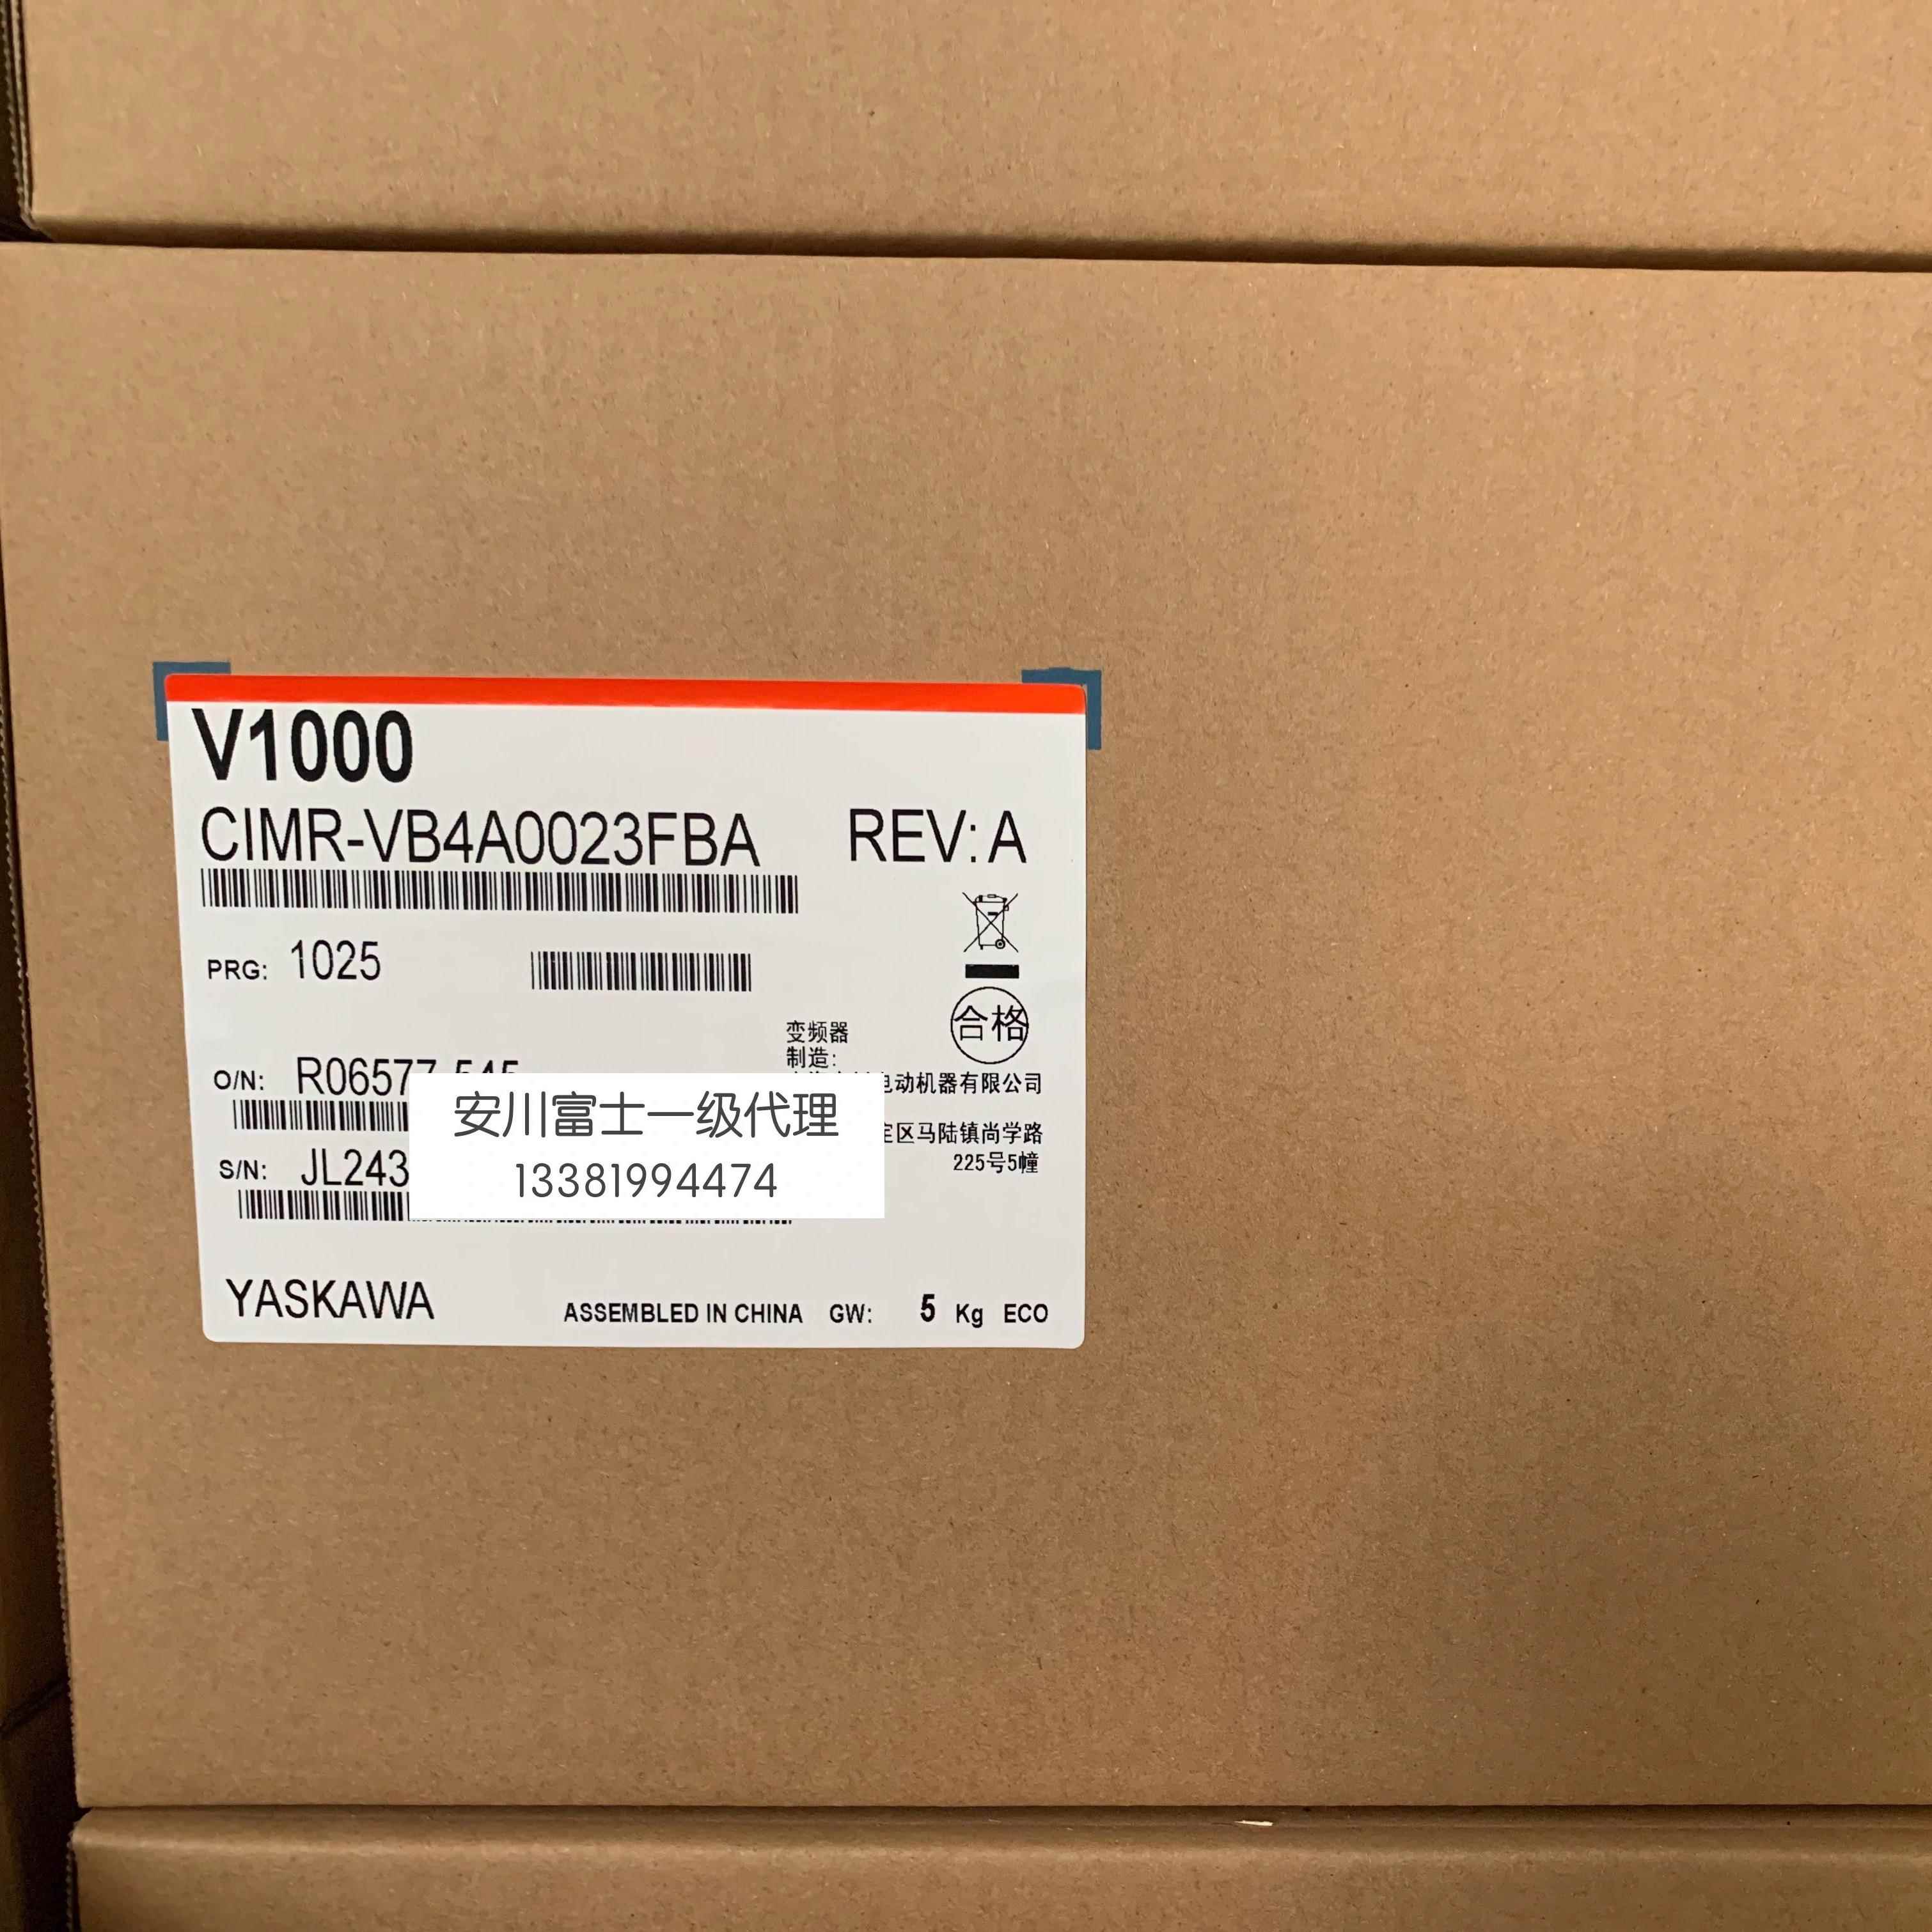 V1000
CIMR-VB4A0023FBA REV:A
PRG: 1025
合格
变频器
制造:
电动机器有限公司
O/N: R06577-545
安川富士一级代理
13381994474
定区马陆镇尚学路
225号5幢
S/N: JL243
YASKAWA ASSEMBLED IN CHINA GW: 5 Kg ECO